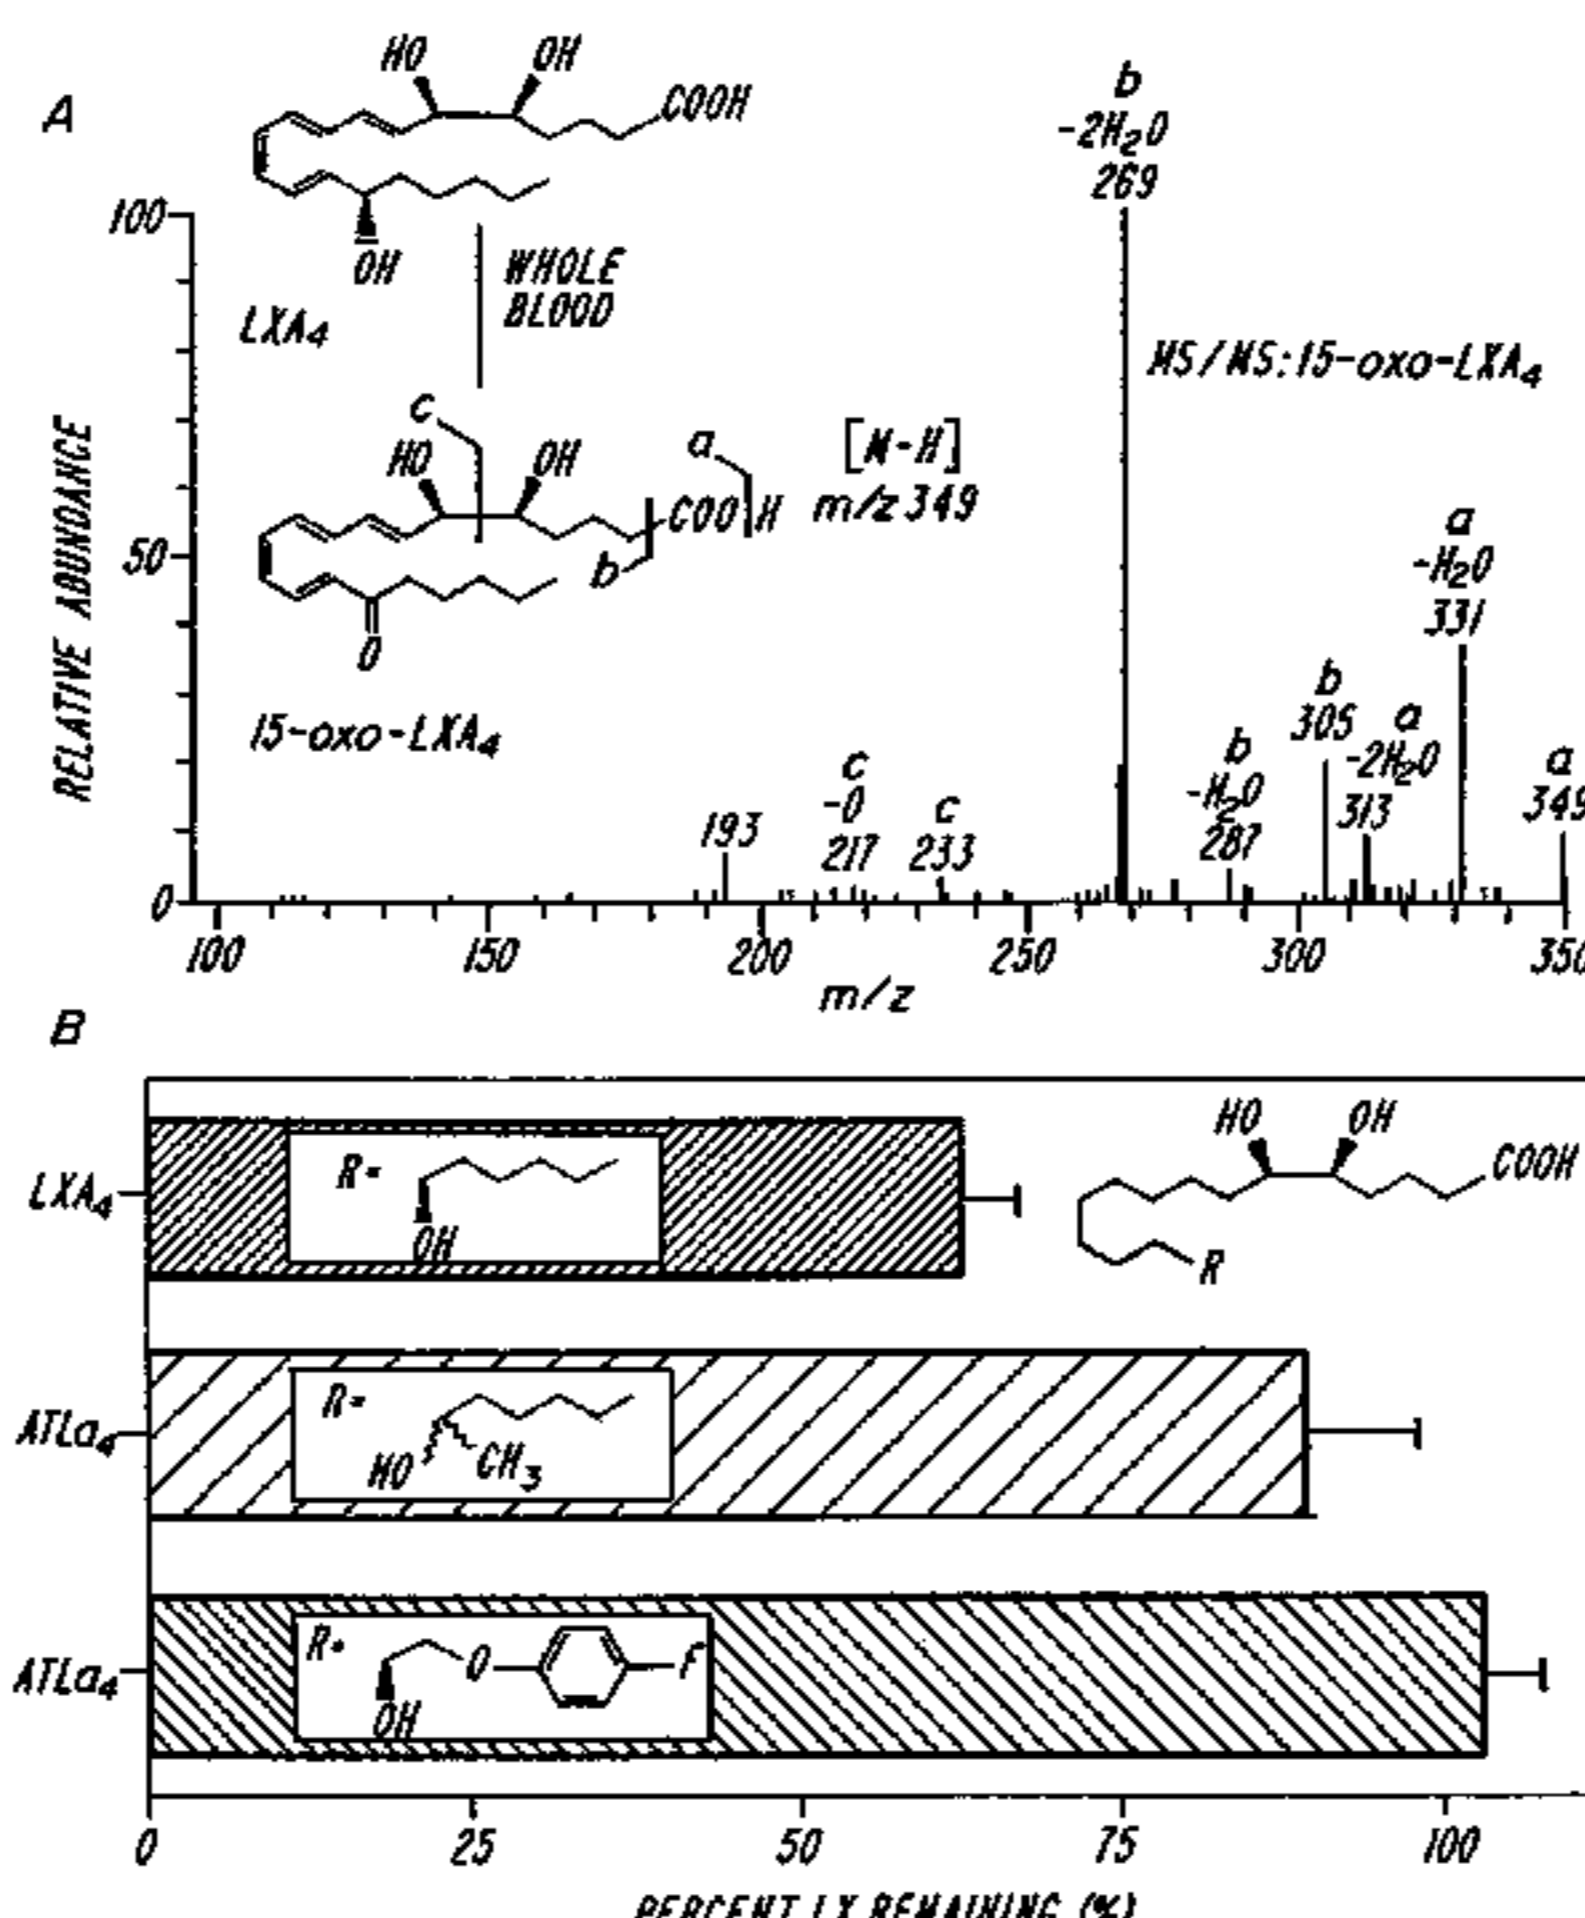 A
HO
OH
COOH
OH
LXA4
WHOLE
BLOOD
b
-2H2O
269
MS/MS:15-oxo-LXA4
100
50
0
RELATIVE ABUNDANCE
c
HO
OH
a
COO H
b
O
[M-H]
m/z 349
15-oxo-LXA4
193
c
-O
217
c
233
b
-H2O
287
b
305
a
-2H2O
313
a
-H2O
331
a
349
100
150
200
250
300
350
m/z
B
LXA4
R=
OH
HO
OH
COOH
R
ATLa4
R=
HO
CH3
ATLa4
R=
OH
O
F
0
25
50
75
100
PERCENT LX REMAINING (%)